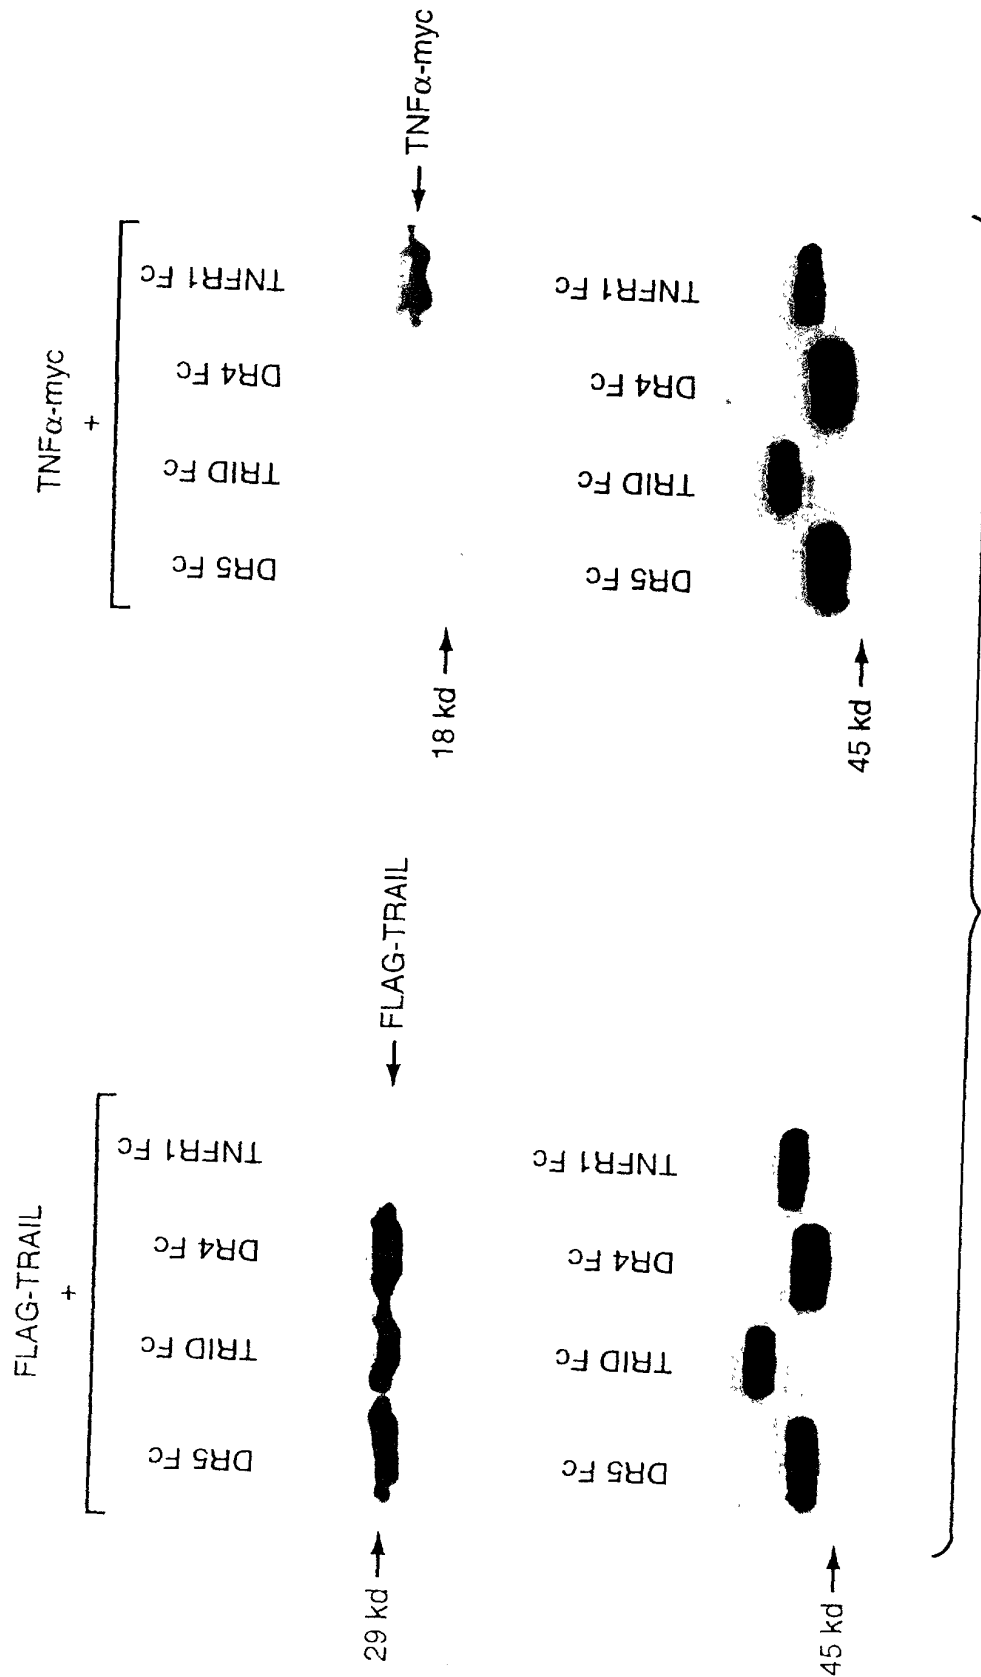 FLAG-TRAIL
+
DR5 Fc
TRID Fc
DR4 Fc
TNFR1 Fc
29 kd →
← FLAG-TRAIL
DR5 Fc
TRID Fc
DR4 Fc
TNFR1 Fc
45 kd →
TNFα-myc
+
DR5 Fc
TRID Fc
DR4 Fc
TNFR1 Fc
18 kd →
← TNFα-myc
DR5 Fc
TRID Fc
DR4 Fc
TNFR1 Fc
45 kd →